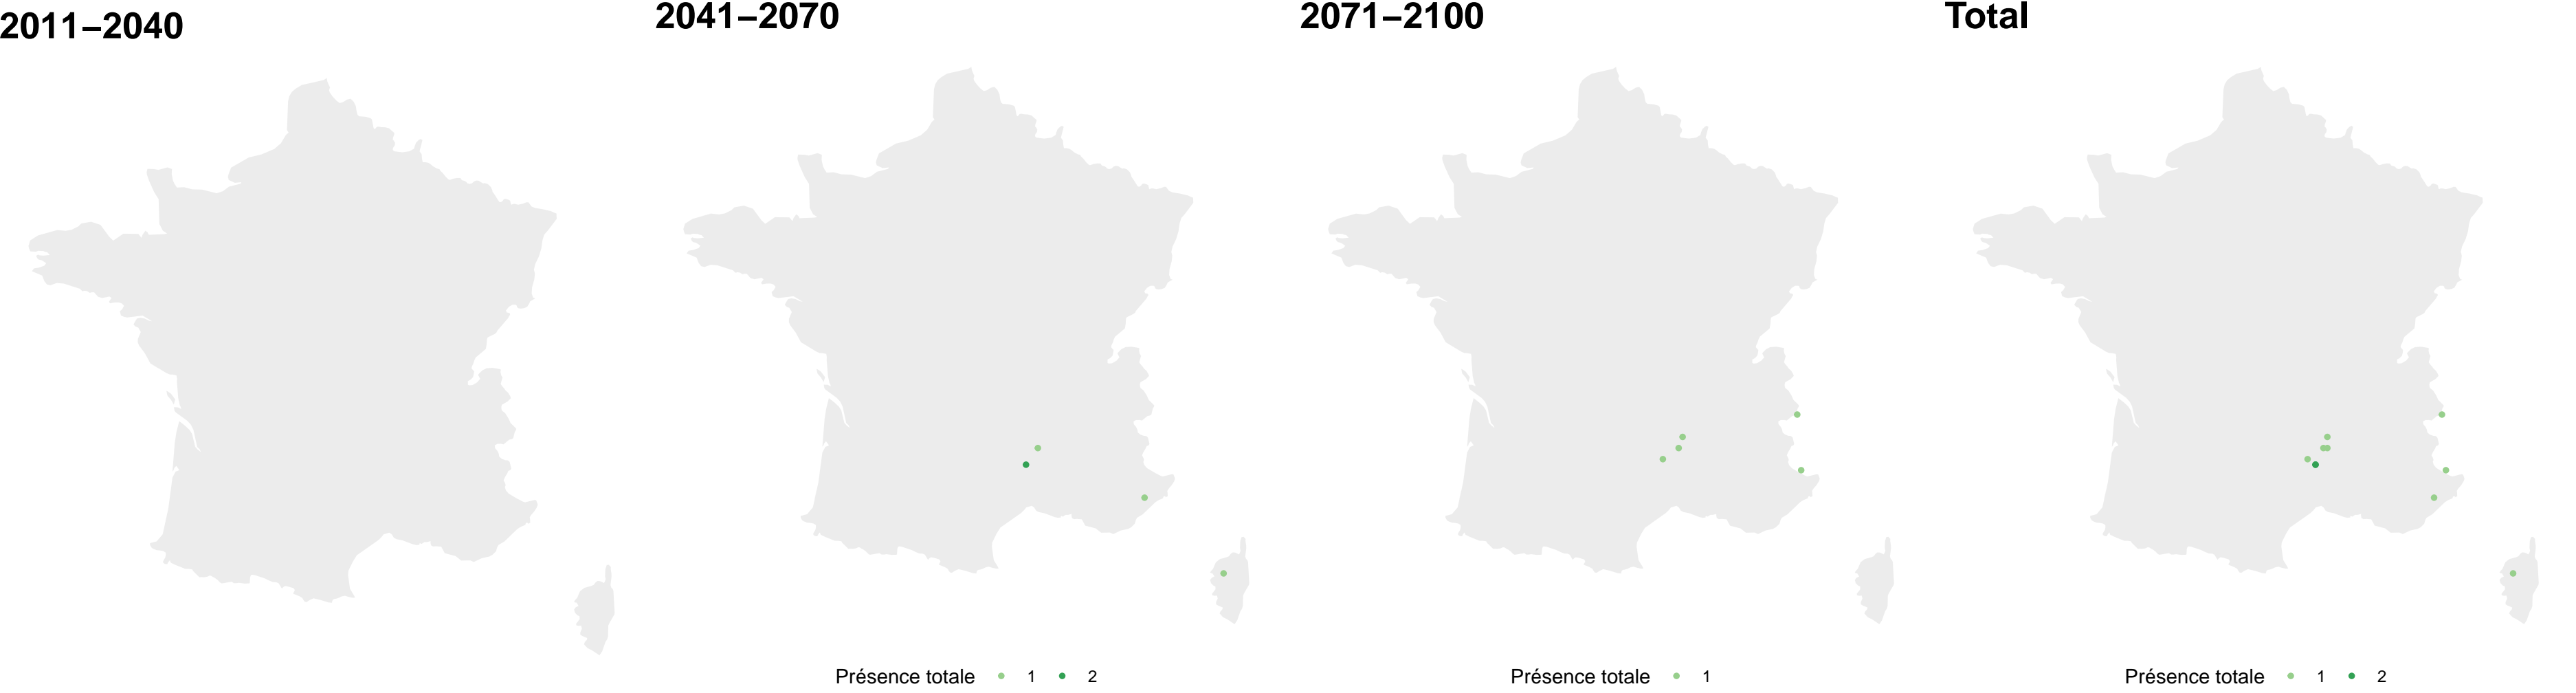 2011–2040
2041–2070
2071–2100
Total
Présence totale 1 2
Présence totale 1
Présence totale 1 2